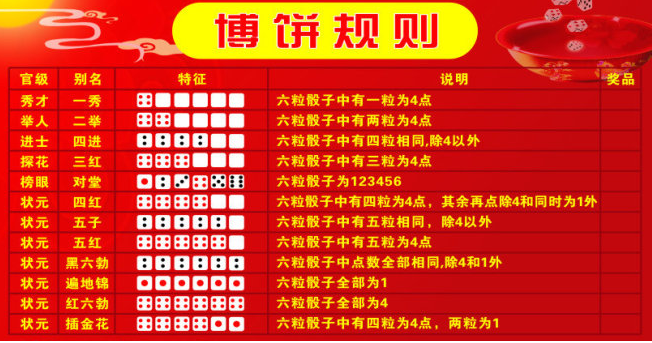 博饼规则
官级 别名 特征 说明 奖品
秀才 一秀 六粒骰子中有一粒为4点
举人 二举 六粒骰子中有两粒为4点
进士 四进 六粒骰子中有四粒相同,除4以外
探花 三红 六粒骰子中有三粒为4点
榜眼 对堂 六粒骰子为123456
状元 四红 六粒骰子中有四粒为4点，其余再点除4和同时为1外
状元 五子 六粒骰子中有五粒相同，除4以外
状元 五红 六粒骰子中有五粒为4点
状元 黑六勃 六粒骰子中点数全部相同,除4和1外
状元 遍地锦 六粒骰子全部为1
状元 红六勃 六粒骰子全部为4
状元 插金花 六粒骰子中有四粒为4点，两粒为1